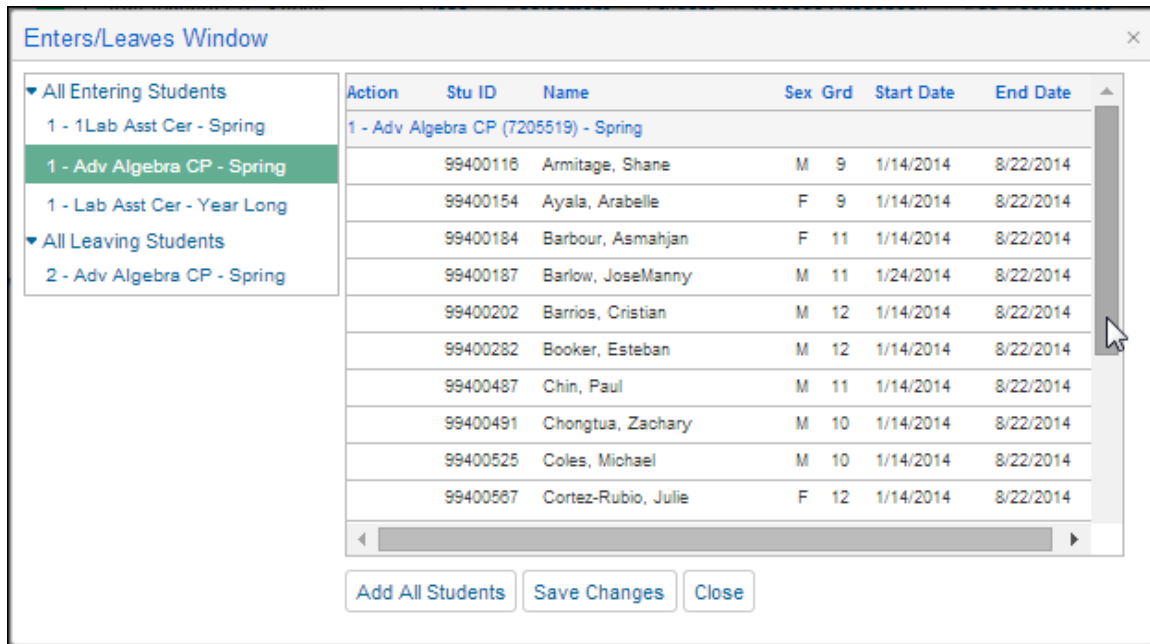 Enters/Leaves Window
All Entering Students
1 - 1Lab Asst Cer - Spring
1 - Adv Algebra CP - Spring
1 - Lab Asst Cer - Year Long
All Leaving Students
2 - Adv Algebra CP - Spring
Action Stu ID Name Sex Grd Start Date End Date
1 - Adv Algebra CP (7205519) - Spring
99400116 Armitage, Shane M 9 1/14/2014 8/22/2014
99400154 Ayala, Arabelle F 9 1/14/2014 8/22/2014
99400184 Barbour, Asmahjan F 11 1/14/2014 8/22/2014
99400187 Barlow, JoseManny M 11 1/24/2014 8/22/2014
99400202 Barrios, Cristian M 12 1/14/2014 8/22/2014
99400282 Booker, Esteban M 12 1/14/2014 8/22/2014
99400487 Chin, Paul M 11 1/14/2014 8/22/2014
99400491 Chongtua, Zachary M 10 1/14/2014 8/22/2014
99400525 Coles, Michael M 10 1/14/2014 8/22/2014
99400567 Cortez-Rubio, Julie F 12 1/14/2014 8/22/2014
Add All Students Save Changes Close